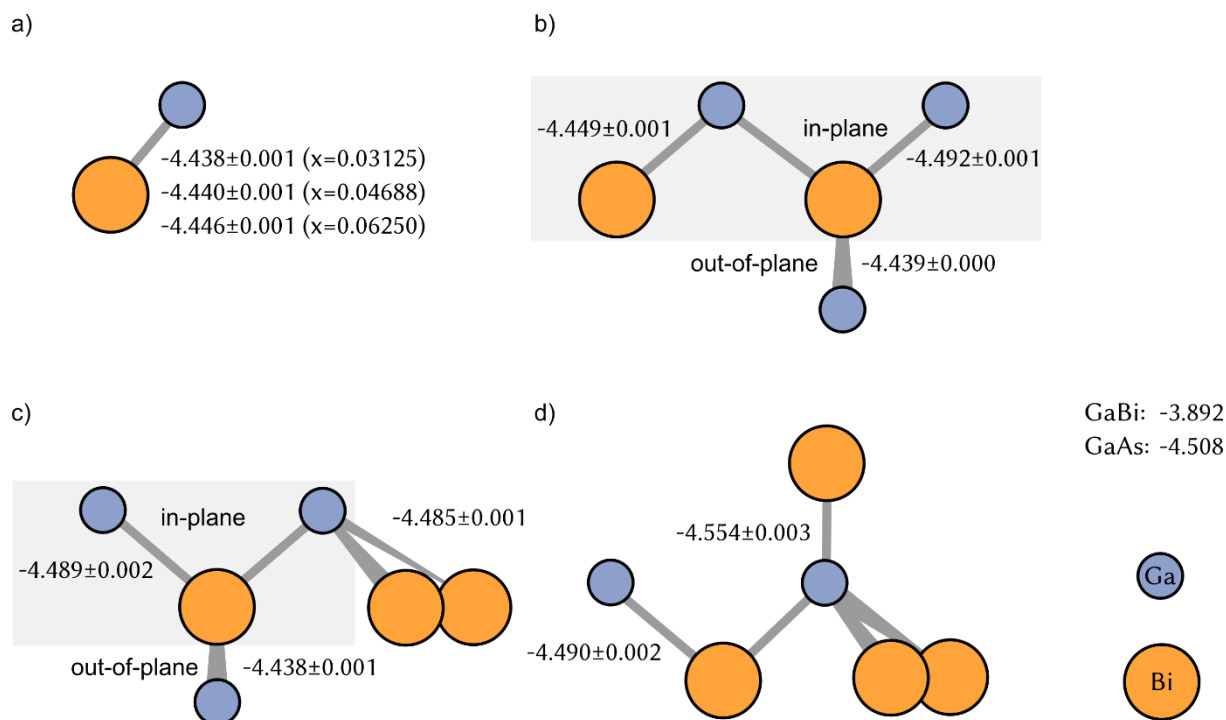 a)
-4.438±0.001 (x=0.03125)
-4.440±0.001 (x=0.04688)
-4.446±0.001 (x=0.06250)
b)
-4.449±0.001
in-plane
-4.492±0.001
out-of-plane
-4.439±0.000
c)
in-plane
-4.485±0.001
-4.489±0.002
out-of-plane
-4.438±0.001
d)
-4.554±0.003
-4.490±0.002
GaBi: -3.892
GaAs: -4.508
Ga
Bi